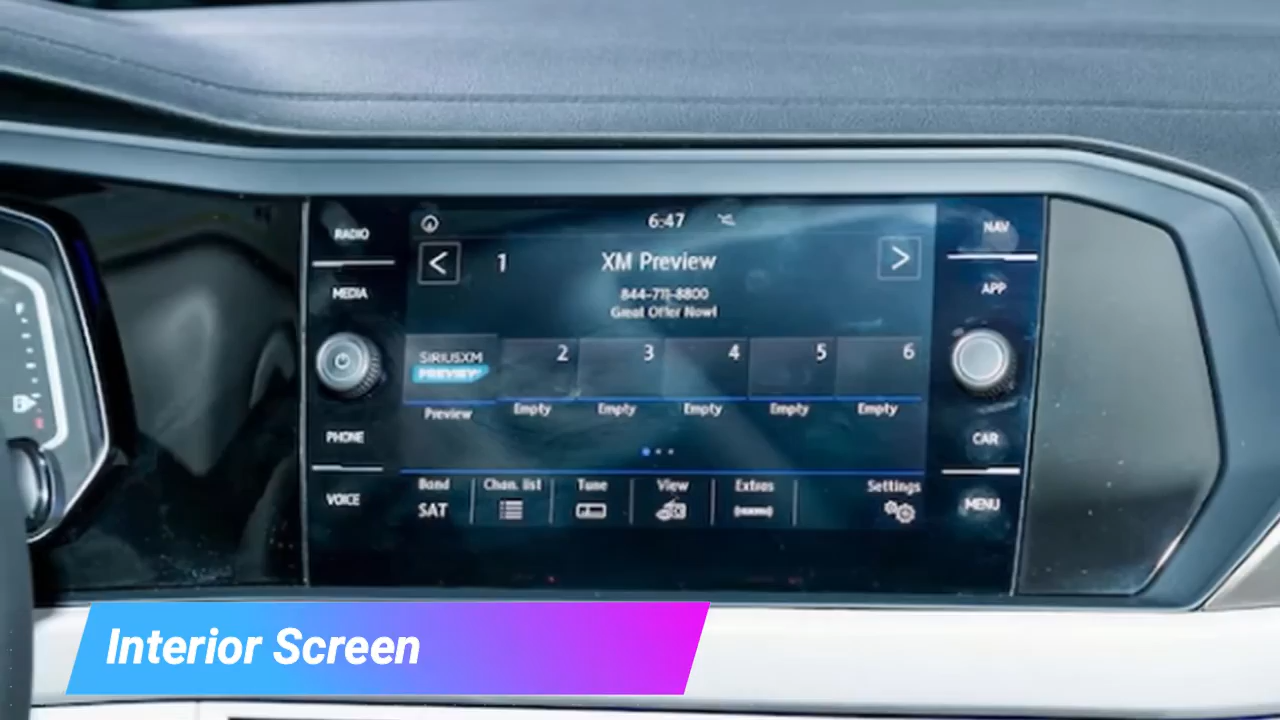 6:47
RADIO
NAV
< 1 XM Preview >
MEDIA
APP
844-711-8800
Great Offer Now!
SIRIUSXM 2 3 4 5 6
PREVIEW
Preview Empty Empty Empty Empty Empty
PHONE
CAR
Band Chan. list Tune View Extras Settings
VOICE
SAT
MENU
Interior Screen